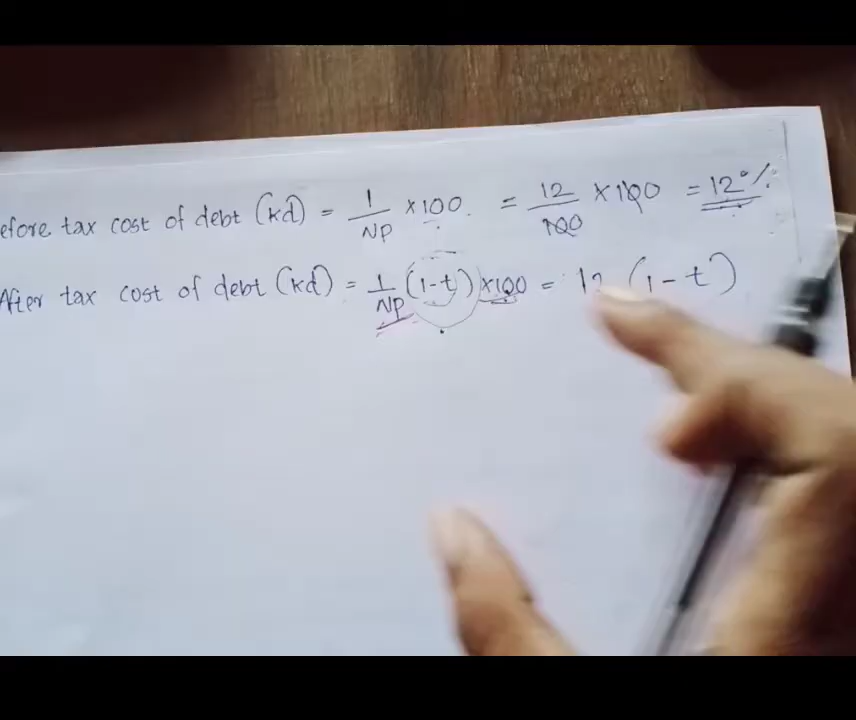 efore tax cost of debt (kd) = I/NP × 100 = 12/100 × 100 = 12%
After tax cost of debt (kd) = I/NP (1-t) × 100 = 12 (1-t)